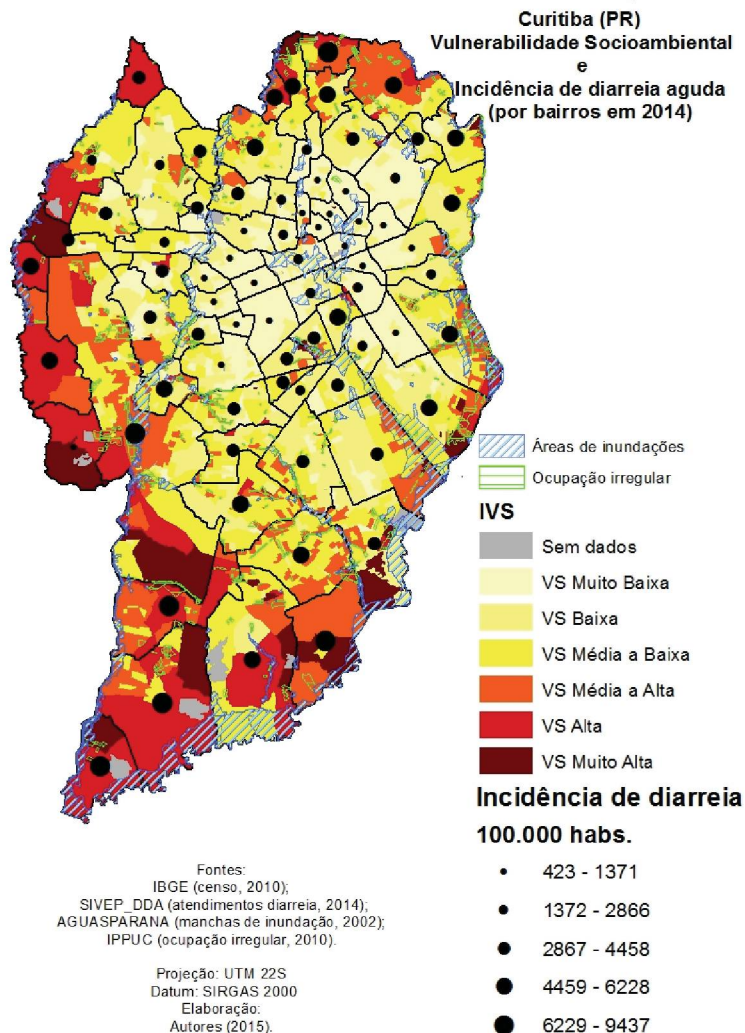 Curitiba (PR)
Vulnerabilidade Socioambiental
e
Incidência de diarreia aguda
(por bairros em 2014)
Áreas de inundações
Ocupação irregular
IVS
Sem dados
VS Muito Baixa
VS Baixa
VS Média a Baixa
VS Média a Alta
VS Alta
VS Muito Alta
Incidência de diarreia
100.000 habs.
423 - 1371
1372 - 2866
2867 - 4458
4459 - 6228
6229 - 9437
Fontes:
IBGE (censo, 2010);
SIVEP_DDA (atendimentos diarreia, 2014);
AGUASPARANA (manchas de inundação, 2002);
IPPUC (ocupação irregular, 2010).
Projeção: UTM 22S
Datum: SIRGAS 2000
Elaboração:
Autores (2015).